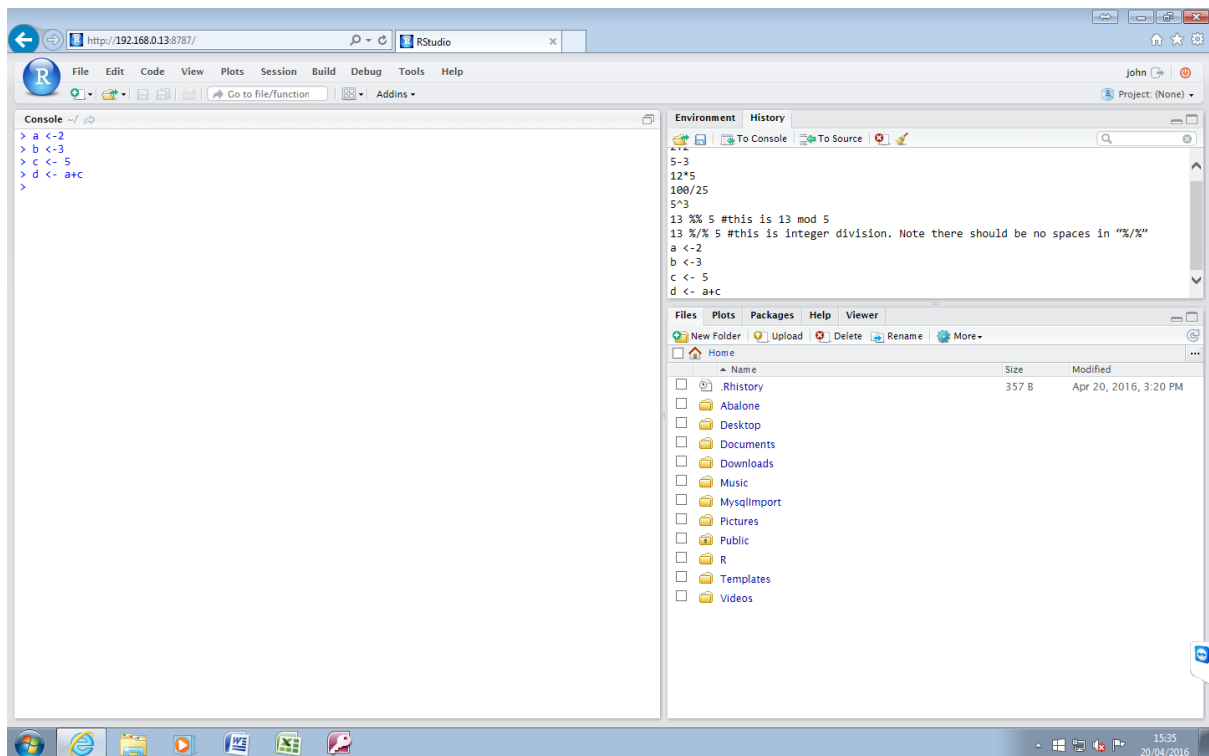 http://192.168.0.13:8787/
RStudio
R File Edit Code View Plots Session Build Debug Tools Help
john
Go to file/function
Addins
Project: (None)
Console ~/
> a <-2
> b <-3
> c <- 5
> d <- a+c
>
Environment History
To Console To Source
5-3
12*5
100/25
5^3
13 %% 5 #this is 13 mod 5
13 %/% 5 #this is integer division. Note there should be no spaces in “%/%”
a <-2
b <-3
c <- 5
d <- a+c
Files Plots Packages Help Viewer
New Folder Upload Delete Rename More
Home
Name Size Modified
.Rhistory 357 B Apr 20, 2016, 3:20 PM
Abalone
Desktop
Documents
Downloads
Music
MysqlImport
Pictures
Public
R
Templates
Videos
15:35
20/04/2016